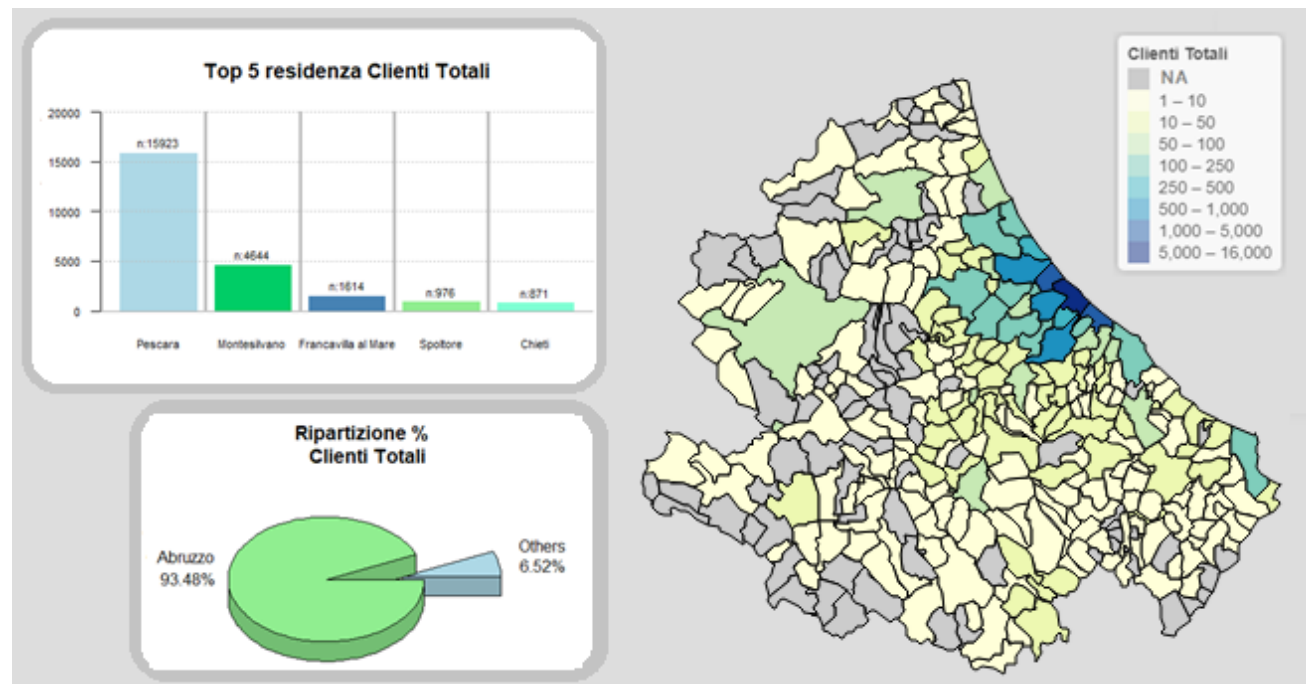 Top 5 residenza Clienti Totali
20000
15000
10000
5000
0
n:15923
n:4644
n:1614
n:976
n:871
Pescara
Montesilvano
Francavilla al Mare
Spoltore
Chieti
Ripartizione %
Clienti Totali
Abruzzo
93.48%
Others
6.52%
Clienti Totali
NA
1 – 10
10 – 50
50 – 100
100 – 250
250 – 500
500 – 1,000
1,000 – 5,000
5,000 – 16,000